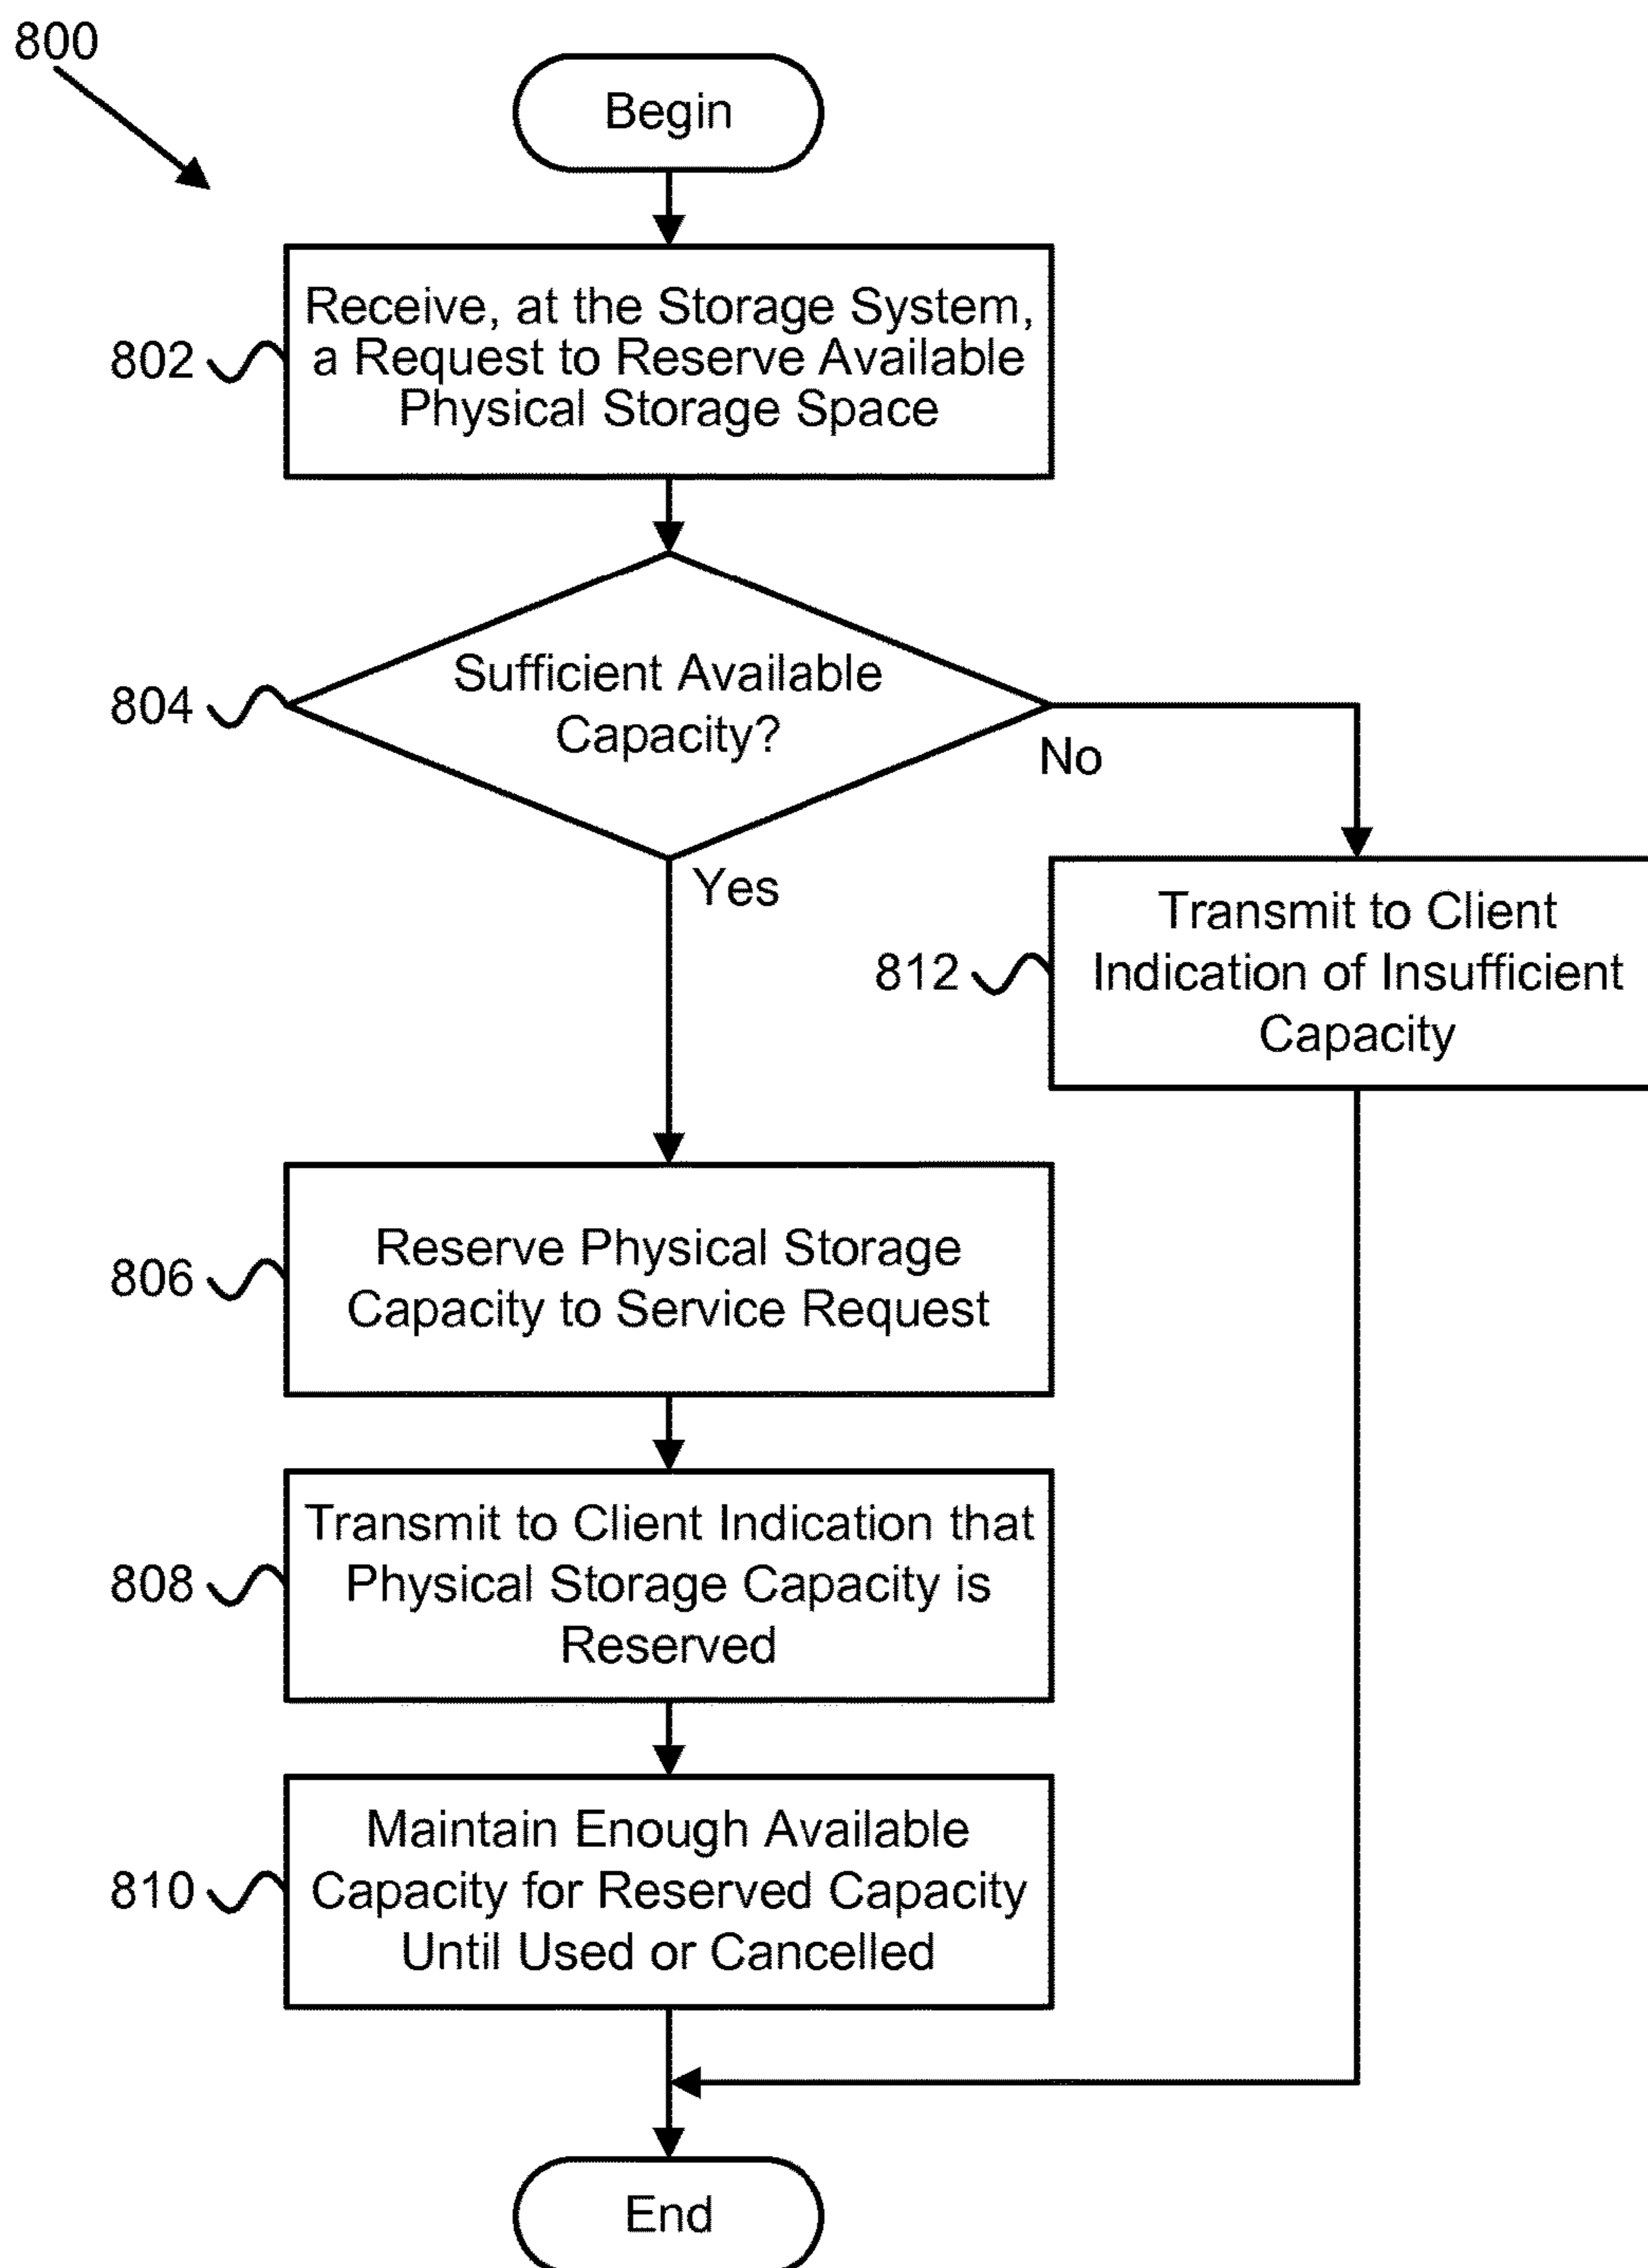 800
Begin
802
Receive, at the Storage System,
a Request to Reserve Available
Physical Storage Space
804
Sufficient Available
Capacity?
No
Yes
812
Transmit to Client
Indication of Insufficient
Capacity
806
Reserve Physical Storage
Capacity to Service Request
808
Transmit to Client Indication that
Physical Storage Capacity is
Reserved
810
Maintain Enough Available
Capacity for Reserved Capacity
Until Used or Cancelled
End